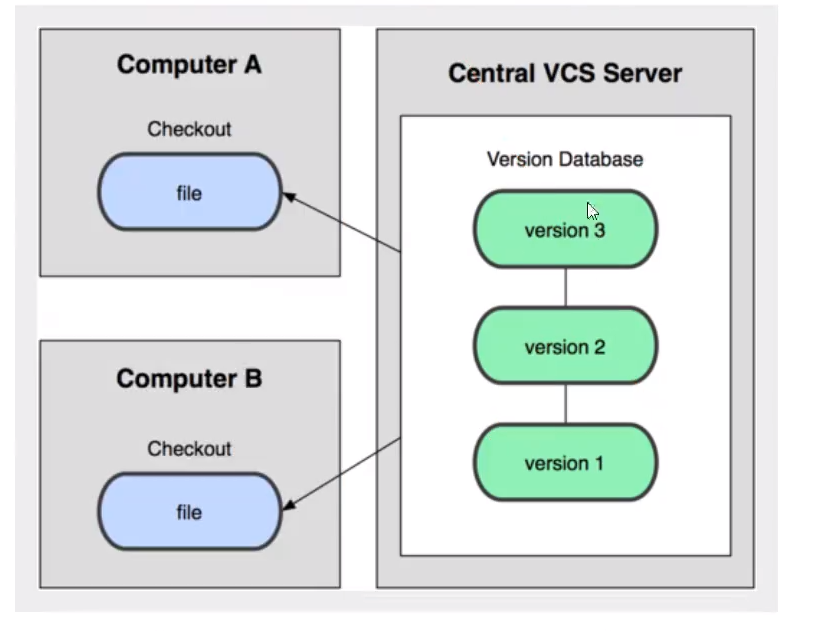 Computer A
Checkout
file
Computer B
Checkout
file
Central VCS Server
Version Database
version 3
version 2
version 1